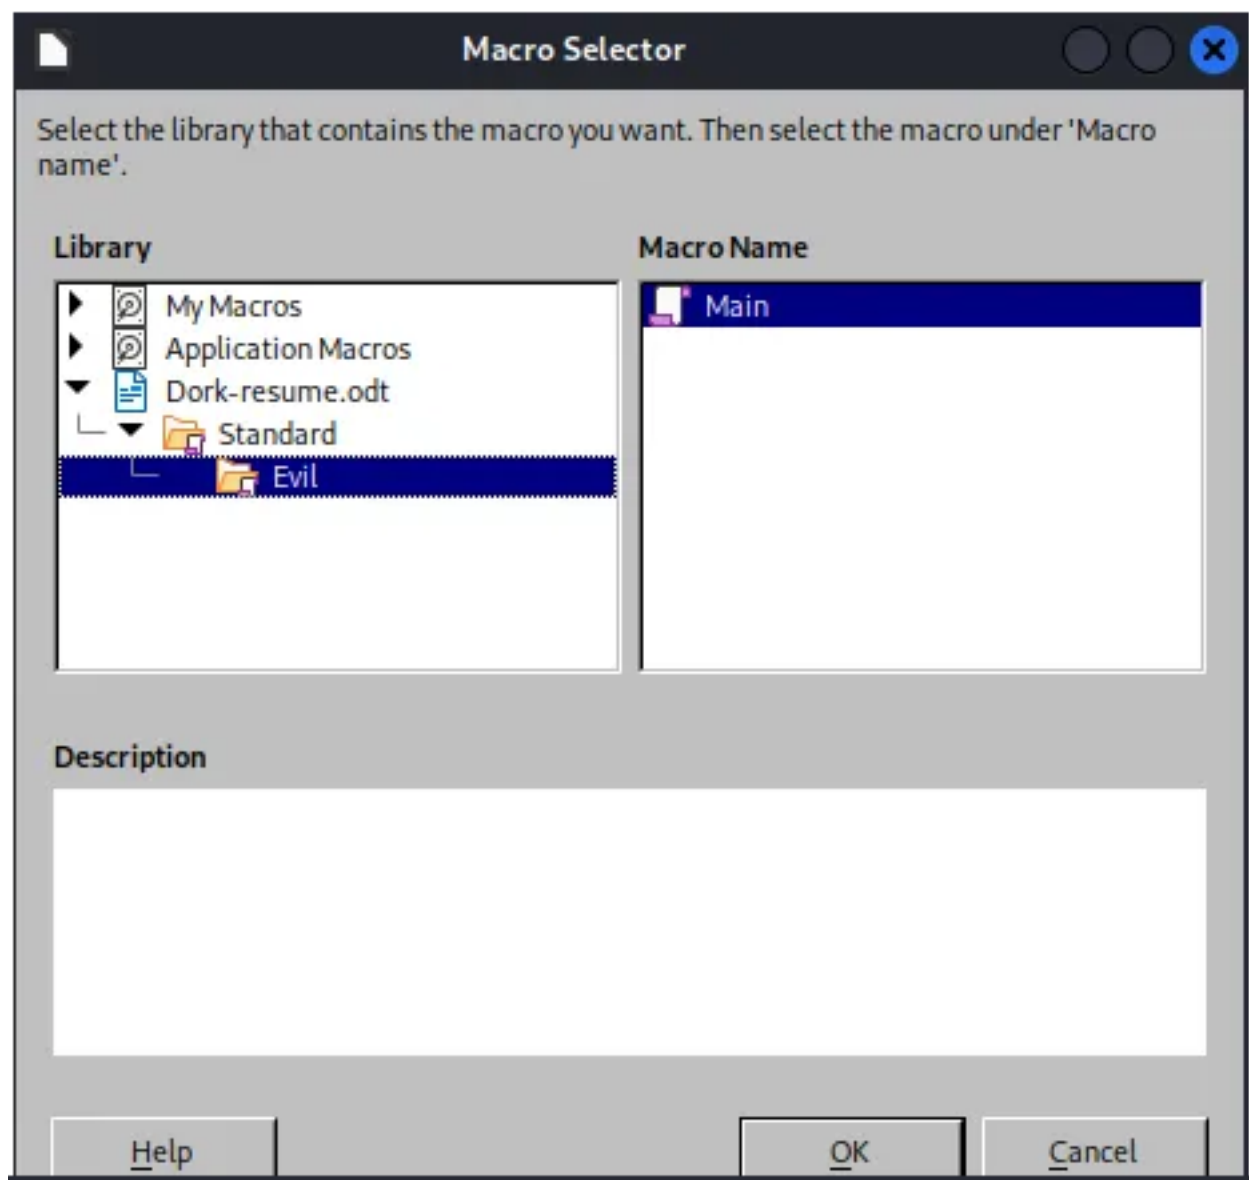 Macro Selector
Select the library that contains the macro you want. Then select the macro under 'Macro
name'.
Library
Macro Name
My Macros
Application Macros
Dork-resume.odt
Standard
Evil
Main
Description
Help
OK
Cancel